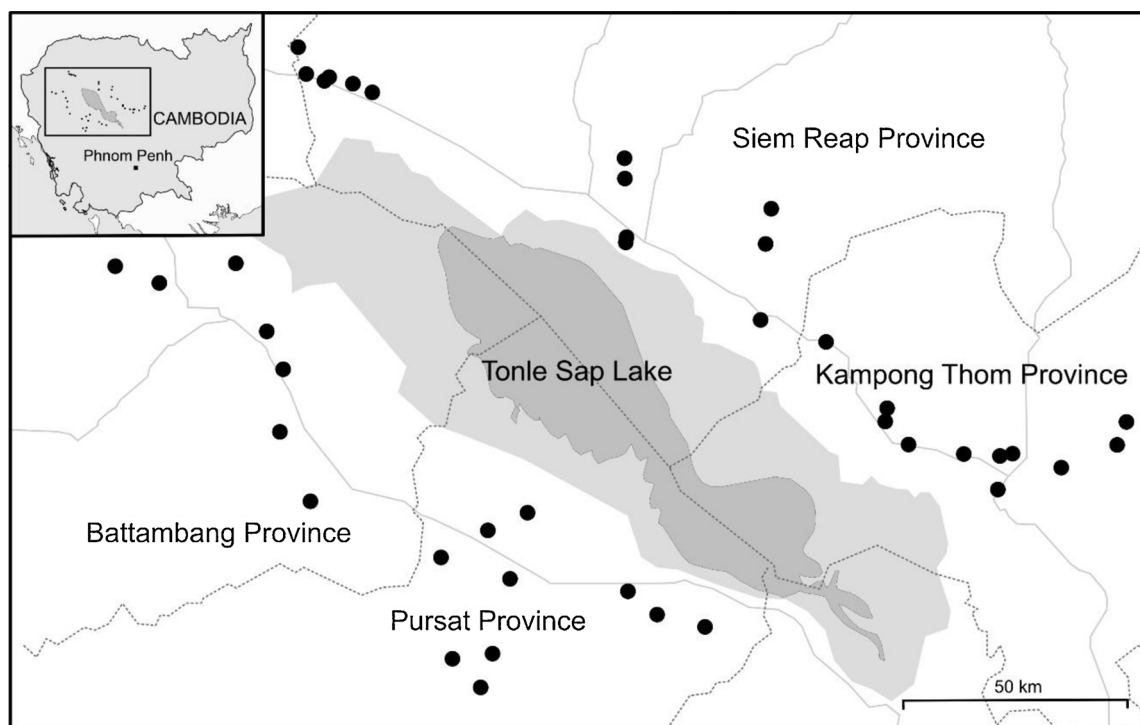 CAMBODIA
Phnom Penh
Siem Reap Province
Tonle Sap Lake
Kampong Thom Province
Battambang Province
Pursat Province
50 km